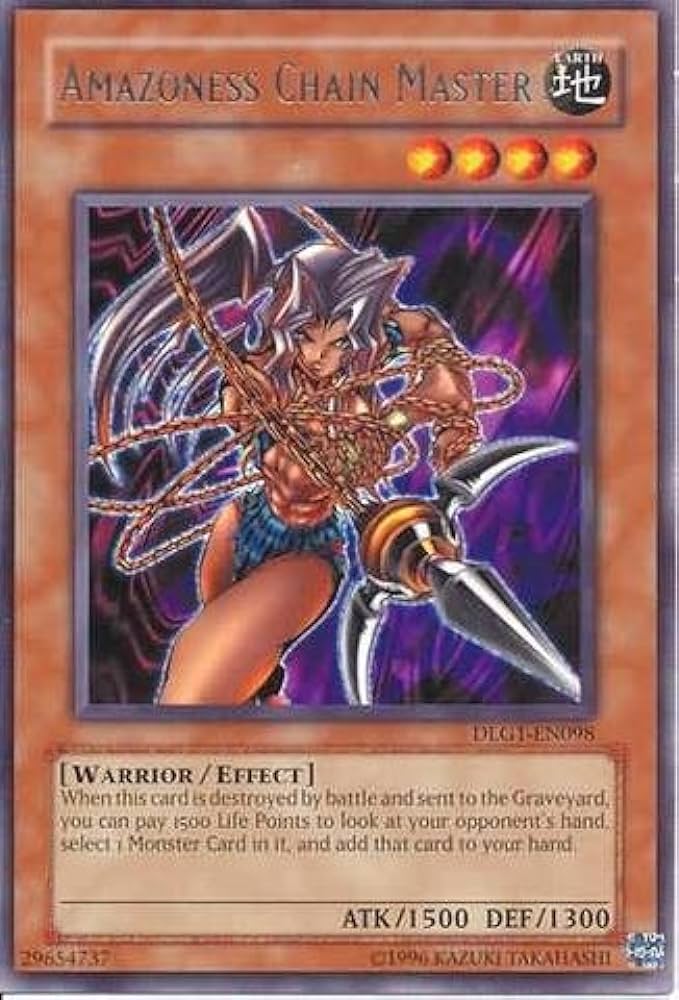 AMAZONESS CHAIN MASTER
EARTH
地
DLG1-EN098
[WARRIOR/EFFECT]
When this card is destroyed by battle and sent to the Graveyard,
you can pay 1500 Life Points to look at your opponent's hand,
select 1 Monster Card in it, and add that card to your hand.
ATK/1500 DEF/1300
29654737
©1996 KAZUKI TAKAHASHI